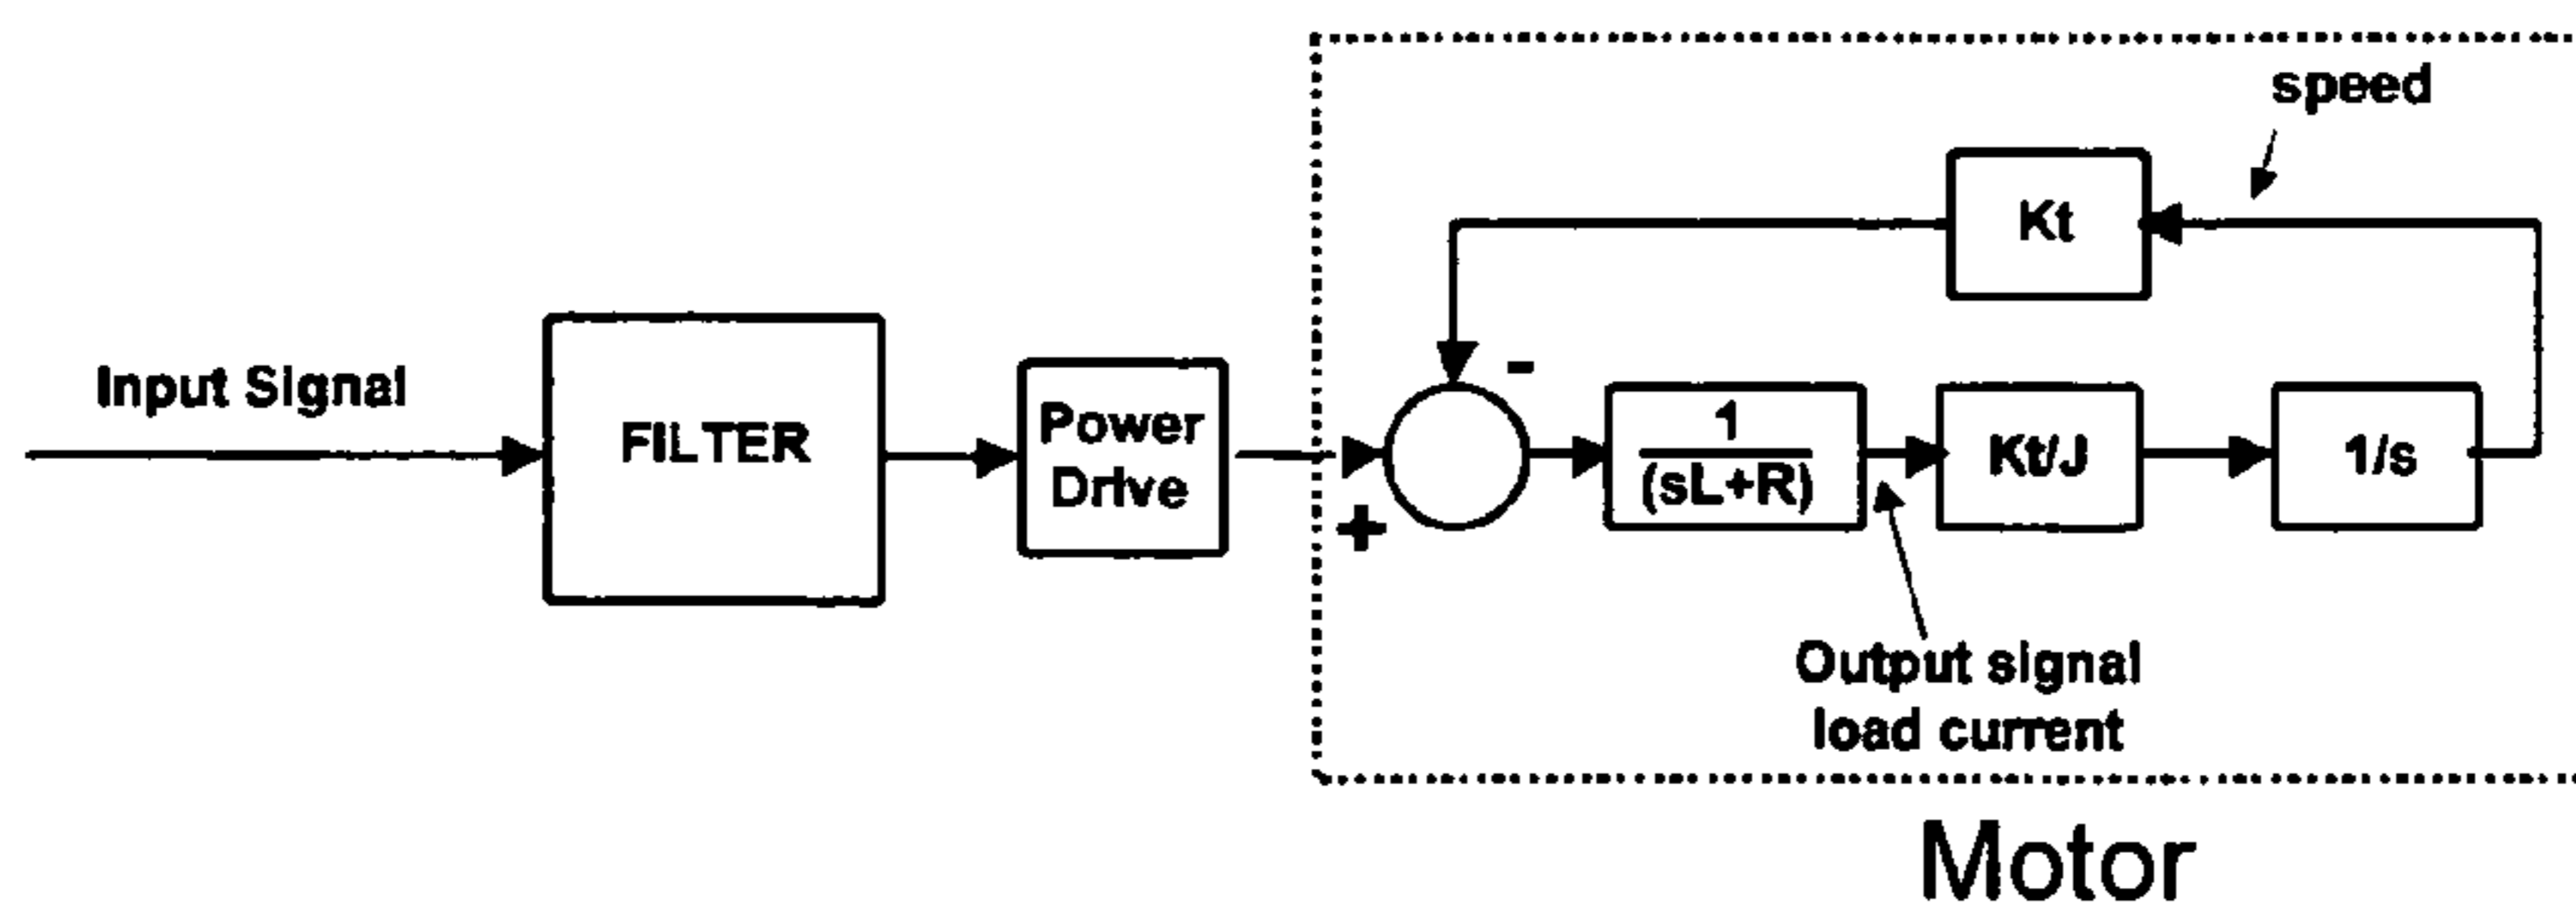 speed
Kt
Input Signal
FILTER
Power
Drive
-
+
1
(sL+R)
Kt/J
1/s
Output signal
load current
Motor